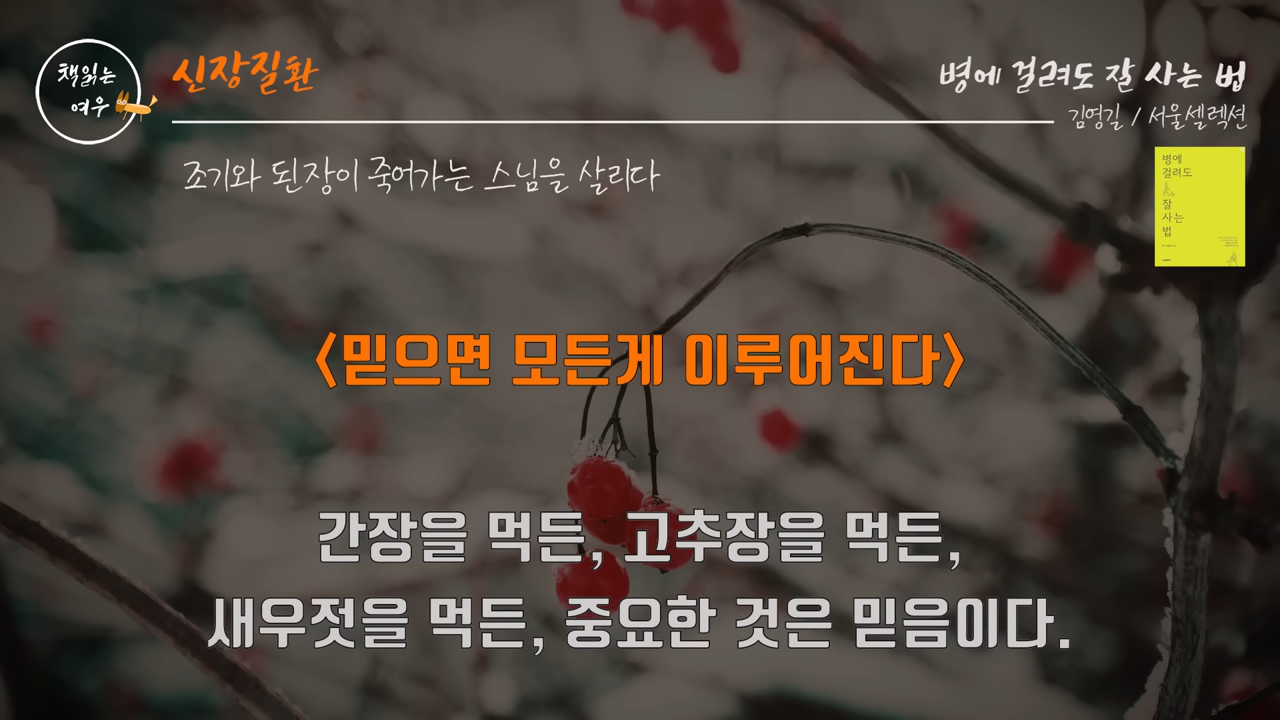 책읽는
여우
신장질환
병에 걸려도 잘 사는 법
김영길 / 서울셀렉션
조기와 된장이 죽어가는 스님을 살리다
병에
걸려도
잘
사는
법
<믿으면 모든게 이루어진다>
간장을 먹든, 고추장을 먹든,
새우젓을 먹든, 중요한 것은 믿음이다.